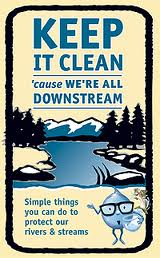 KEEP
IT CLEAN
'cause WE'RE ALL
DOWNSTREAM
Simple things
you can do to
protect our
rivers & streams